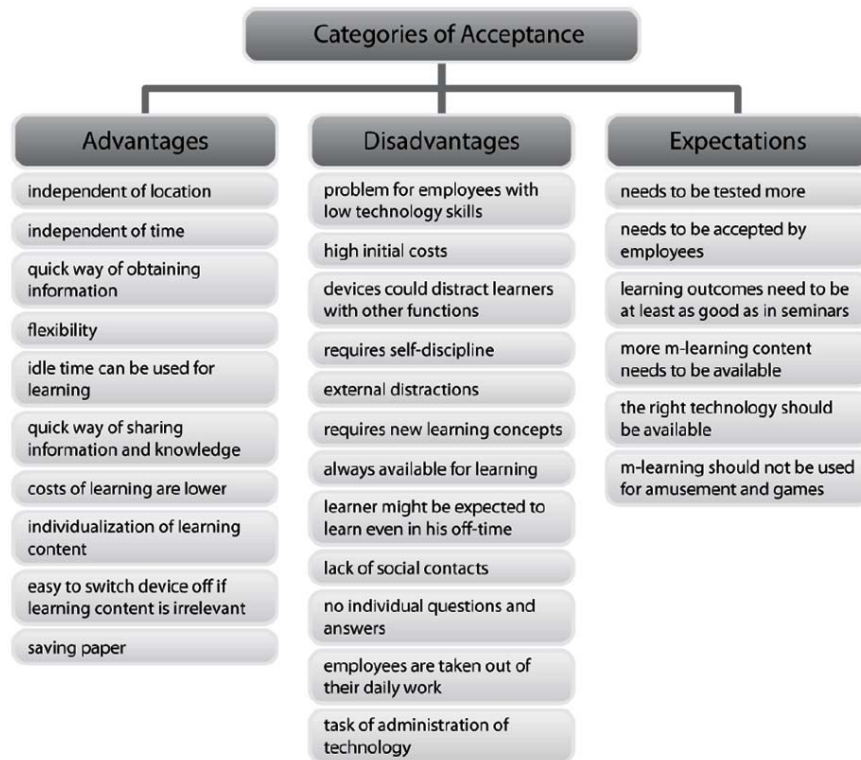 Categories of Acceptance
Advantages
independent of location
independent of time
quick way of obtaining
information
flexibility
idle time can be used for
learning
quick way of sharing
information and knowledge
costs of learning are lower
individualization of learning
content
easy to switch device off if
learning content is irrelevant
saving paper
Disadvantages
problem for employees with
low technology skills
high initial costs
devices could distract learners
with other functions
requires self-discipline
external distractions
requires new learning concepts
always available for learning
learner might be expected to
learn even in his off-time
lack of social contacts
no individual questions and
answers
employees are taken out of
their daily work
task of administration of
technology
Expectations
needs to be tested more
needs to be accepted by
employees
learning outcomes need to be
at least as good as in seminars
more m-learning content
needs to be available
the right technology should
be available
m-learning should not be used
for amusement and games